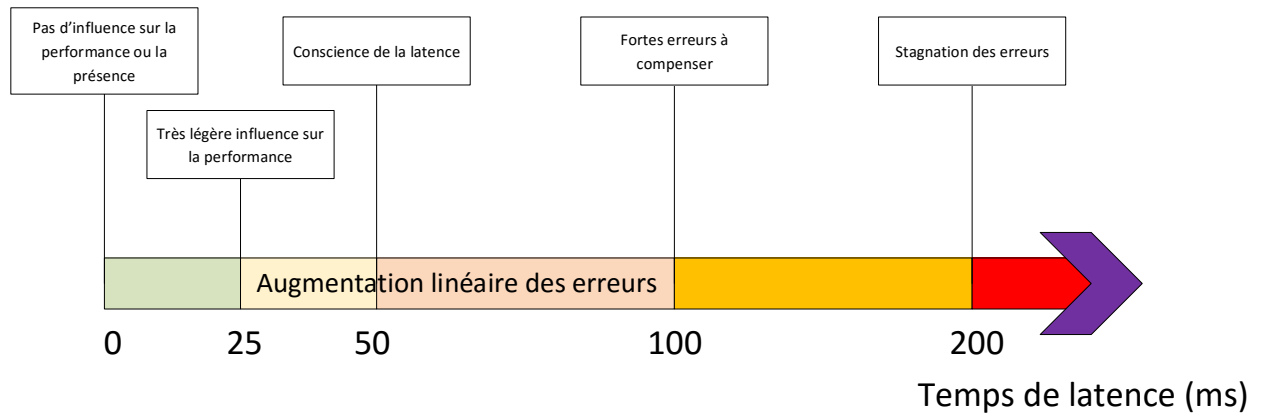 Pas d'influence sur la
performance ou la
présence
Très légère influence sur
la performance
Conscience de la latence
Fortes erreurs à
compenser
Stagnation des erreurs
Augmentation linéaire des erreurs
0
25
50
100
200
Temps de latence (ms)